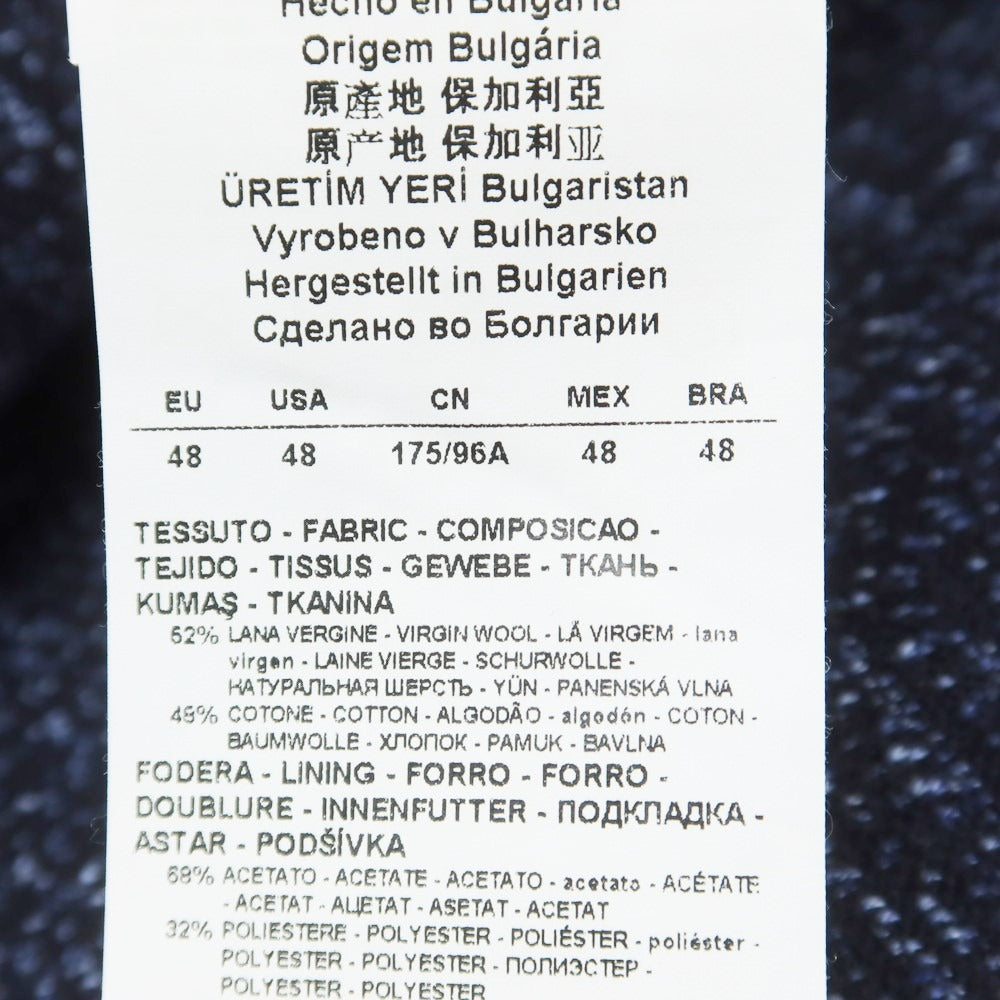 Hecho en Bulgaria
Origem Bulgária
原產地 保加利亞
原产地 保加利亚
ÜRETİM YERİ Bulgaristan
Vyrobeno v Bulharsko
Hergestellt in Bulgarien
Сделано во Болгарии
EU USA CN MEX BRA
48 48 175/96A 48 48
TESSUTO - FABRIC - COMPOSICAO -
TEJIDO - TISSUS - GEWEBE - ТКАНЬ -
KUMAŞ - TKANINA
52% LANA VERGINE - VIRGIN WOOL - LÃ VIRGEM - lana
virgen - LAINE VIERGE - SCHURWOLLE -
НАТУРАЛЬНАЯ ШЕРСТЬ - YÜN - PANENSKÁ VLNA
48% COTONE - COTTON - ALGODÃO - algodón - COTON -
BAUMWOLLE - ХЛОПОК - PAMUK - BAVLNA
FODERA - LINING - FORRO - FORRO -
DOUBLURE - INNENFUTTER - ПОДКЛАДКА -
ASTAR - PODŠÍVKA
68% ACETATO - ACETATE - ACETATO - acetato - ACÉTATE
- ACETAT - АЦЕТАТ - ASETAT - ACETAT
32% POLIESTERE - POLYESTER - POLIÉSTER - poliéster -
POLYESTER - POLYESTER - ПОЛИЭСТЕР -
POLYESTER - POLYESTER